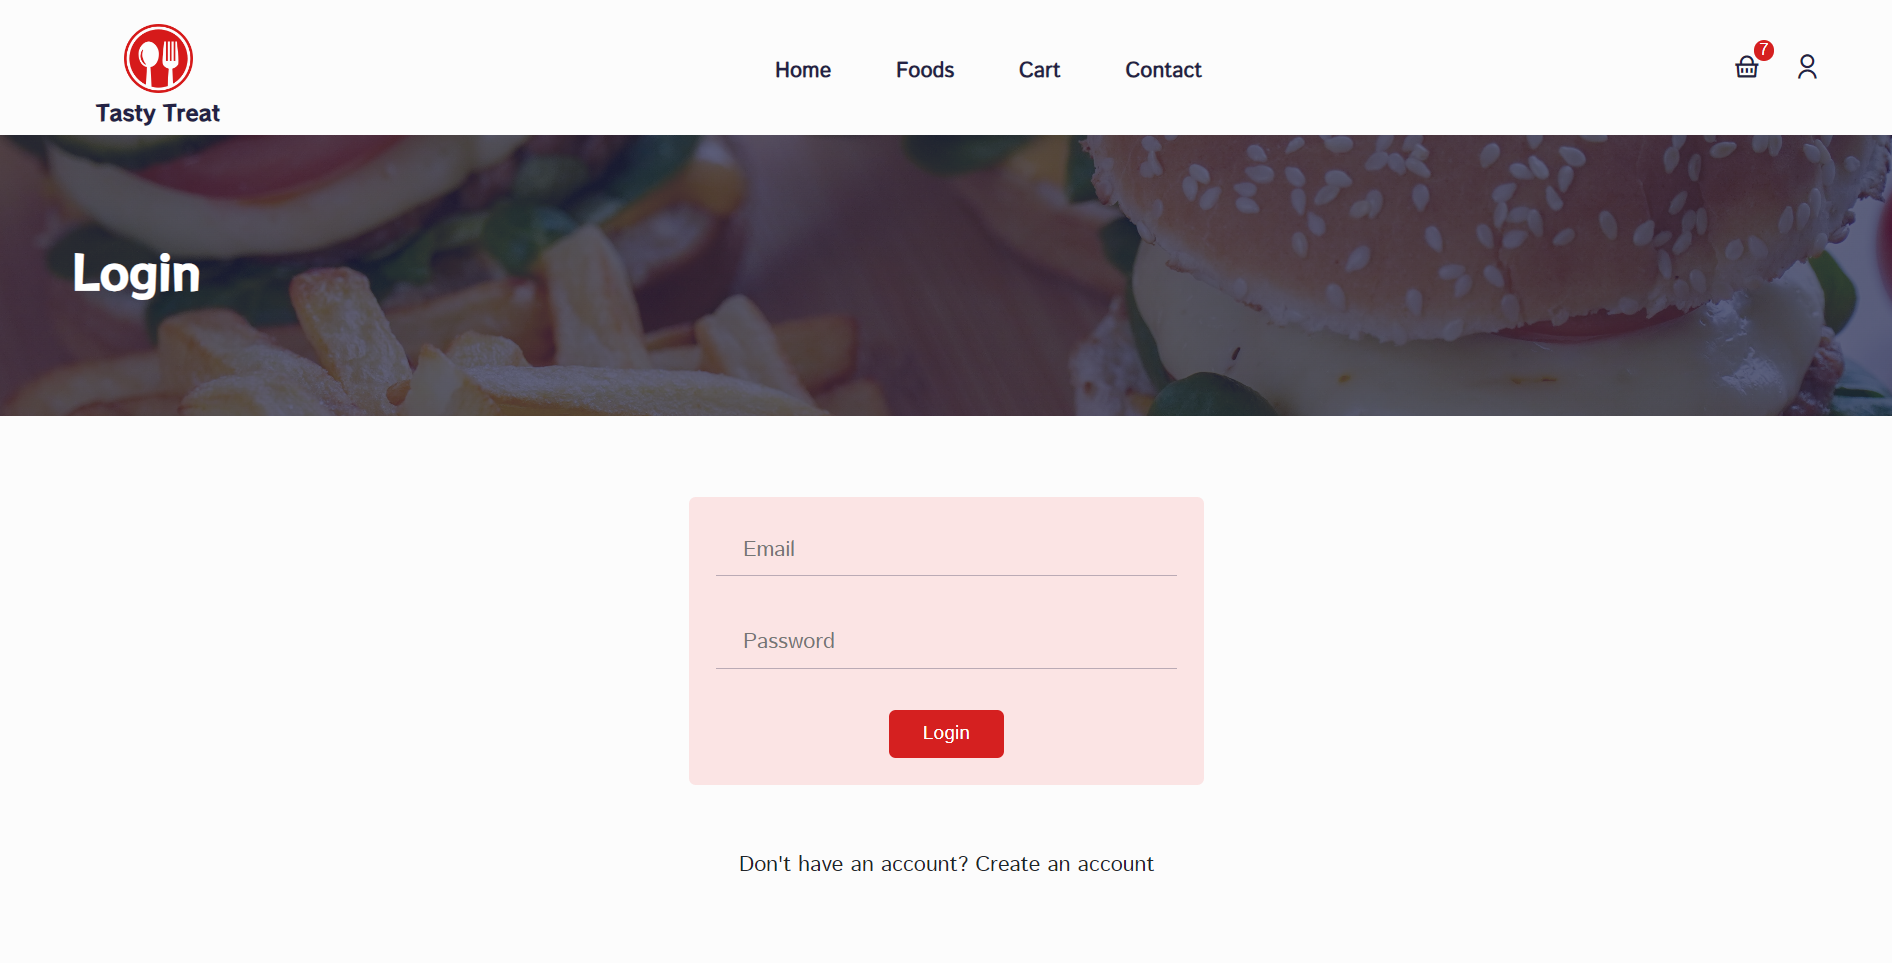 Tasty Treat
Home Foods Cart Contact
7
Login
Email
Password
Login
Don't have an account? Create an account